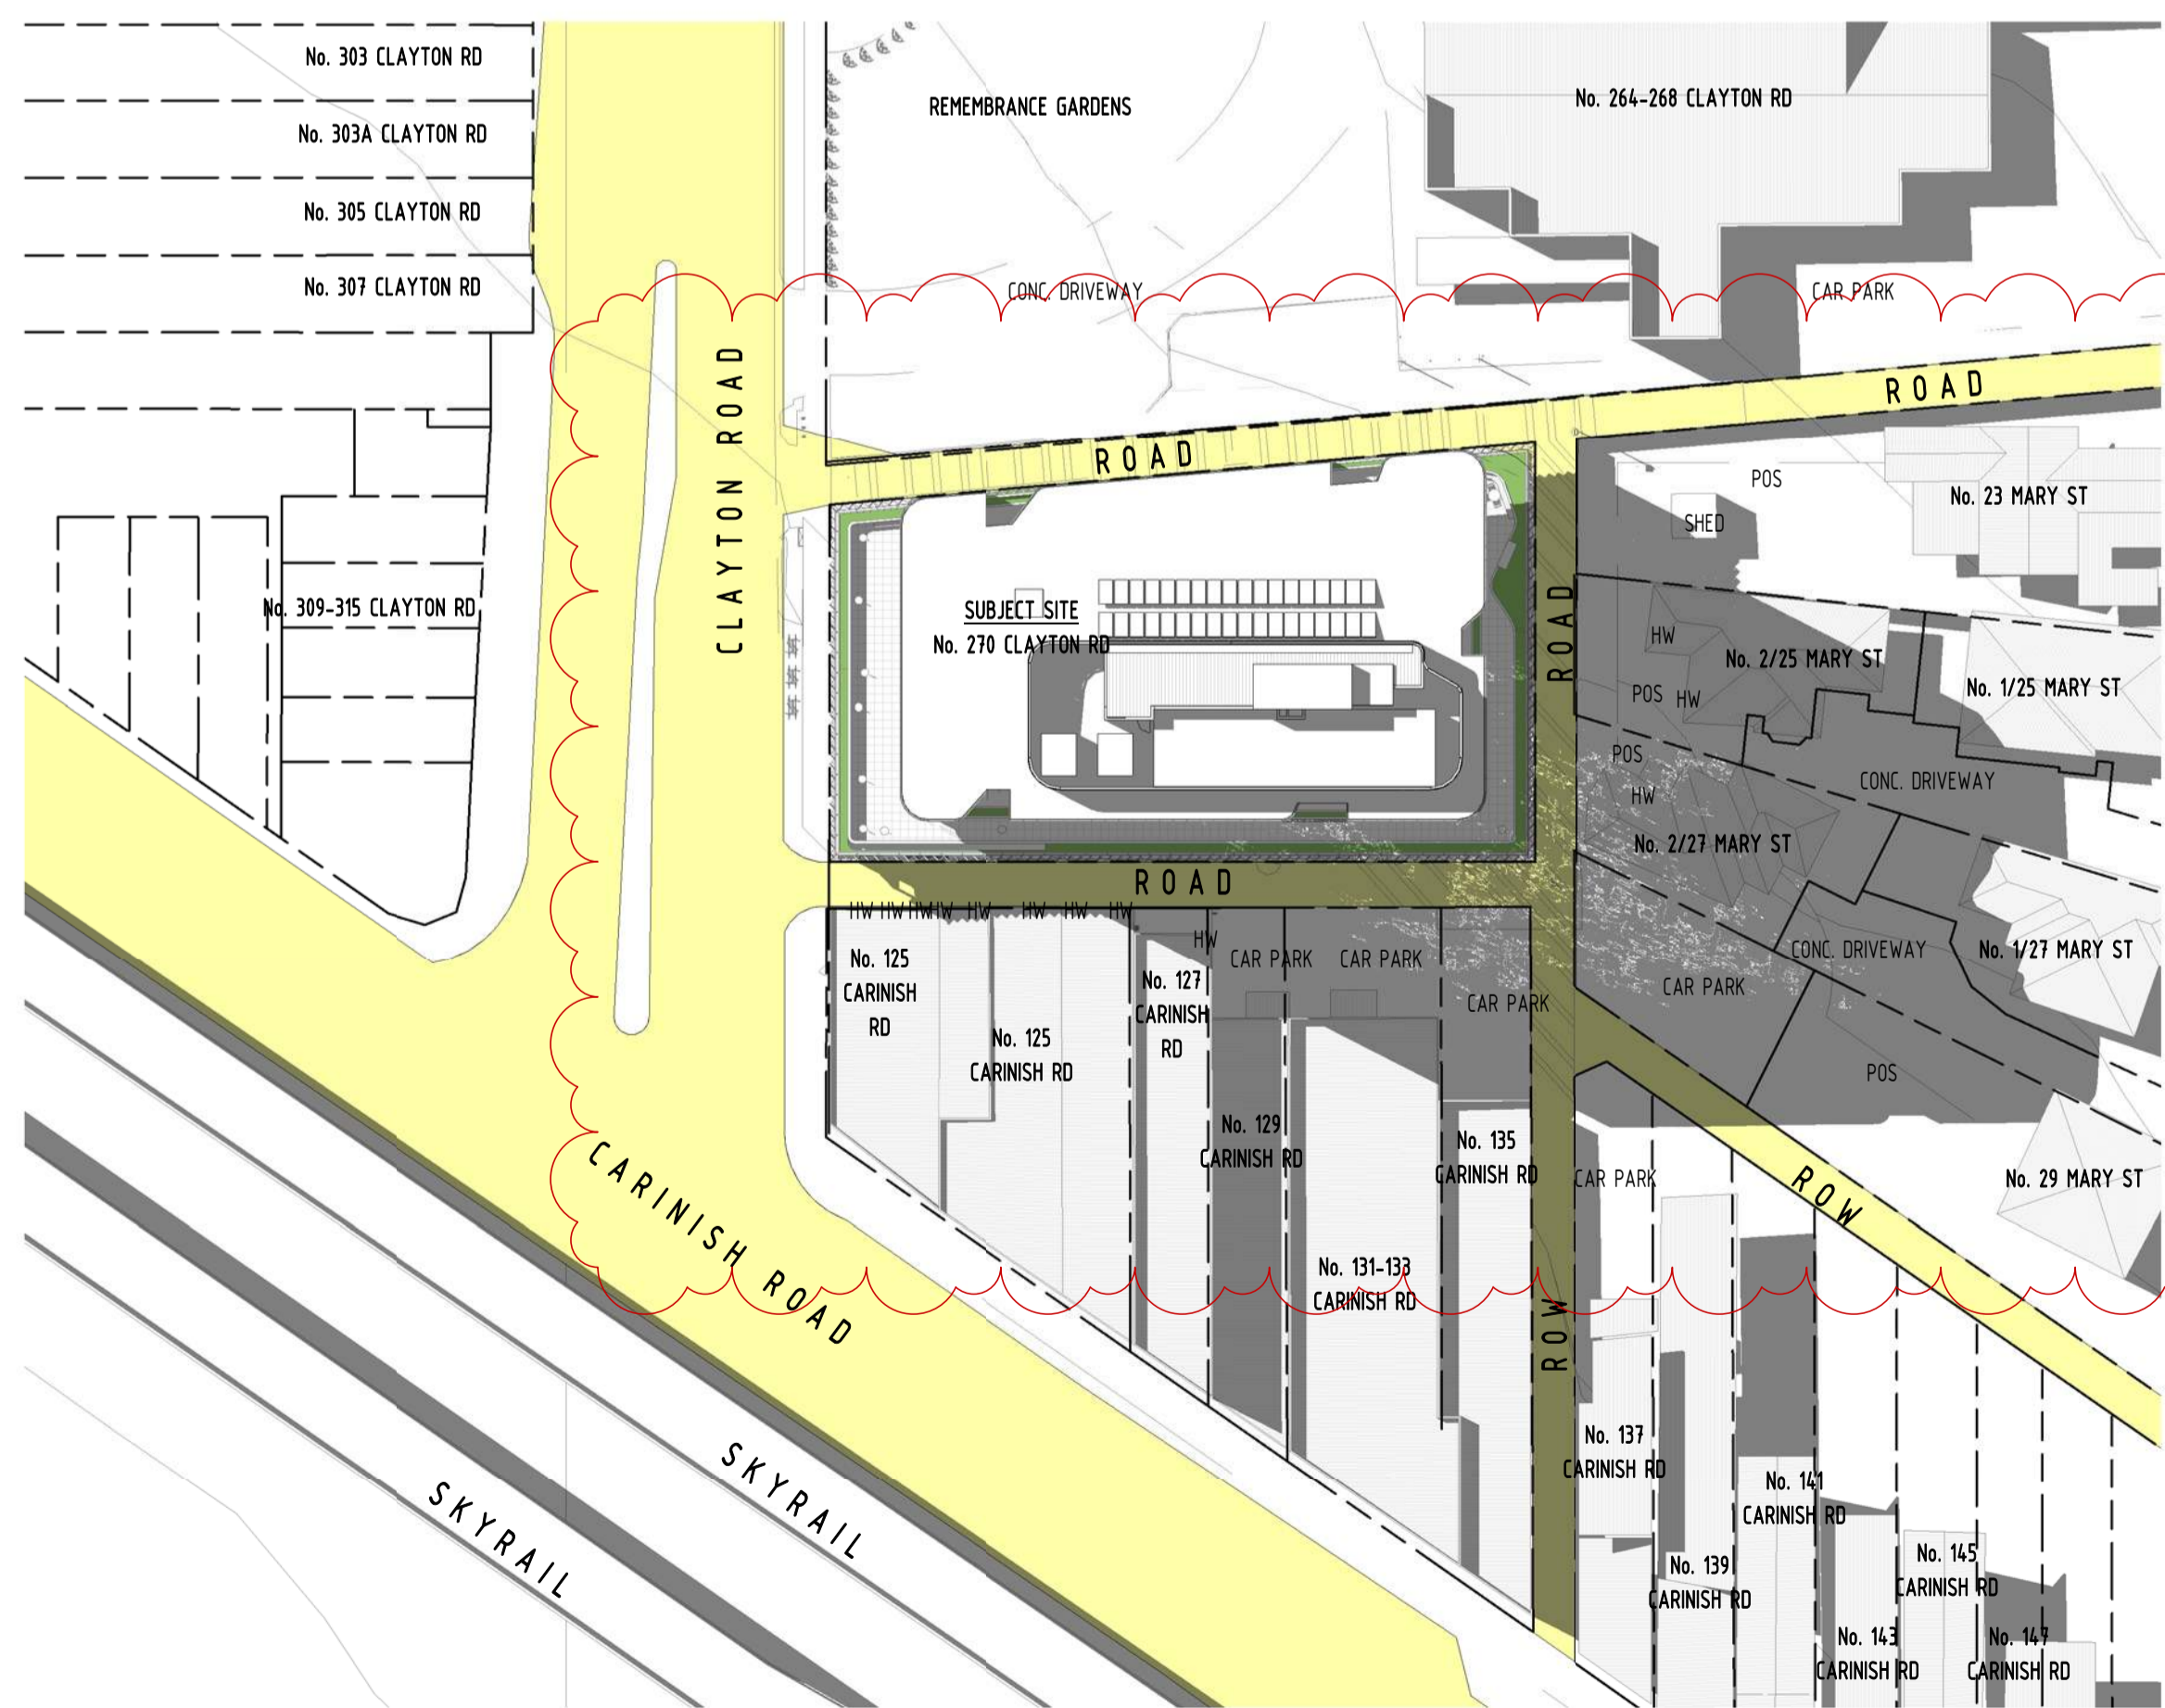 No. 303 CLAYTON RD
No. 303A CLAYTON RD
No. 305 CLAYTON RD
No. 307 CLAYTON RD
No. 309-315 CLAYTON RD
CLAYTON ROAD
REMEMBRANCE GARDENS
No. 264-268 CLAYTON RD
CONC. DRIVEWAY
CAR PARK
ROAD
ROAD
SUBJECT SITE
No. 270 CLAYTON RD
ROAD
ROAD
POS
SHED
No. 23 MARY ST
HW
No. 2/25 MARY ST
No. 1/25 MARY ST
POS
HW
POS
HW
CONC. DRIVEWAY
No. 2/27 MARY ST
CONC. DRIVEWAY
No. 1/27 MARY ST
CAR PARK
POS
No. 29 MARY ST
HW
HW
HW
HW
HW
HW
HW
HW
HW
CAR PARK
CAR PARK
CAR PARK
No. 125
CARINISH
RD
No. 125
CARINISH RD
No. 127
CARINISH
RD
No. 129
CARINISH RD
No. 131-133
CARINISH RD
No. 135
CARINISH RD
CAR PARK
ROW
ROW
No. 137
CARINISH RD
No. 139
CARINISH RD
No. 141
CARINISH RD
No. 143
CARINISH RD
No. 145
CARINISH RD
No. 147
CARINISH RD
CARINISH ROAD
SKYRAIL
SKYRAIL